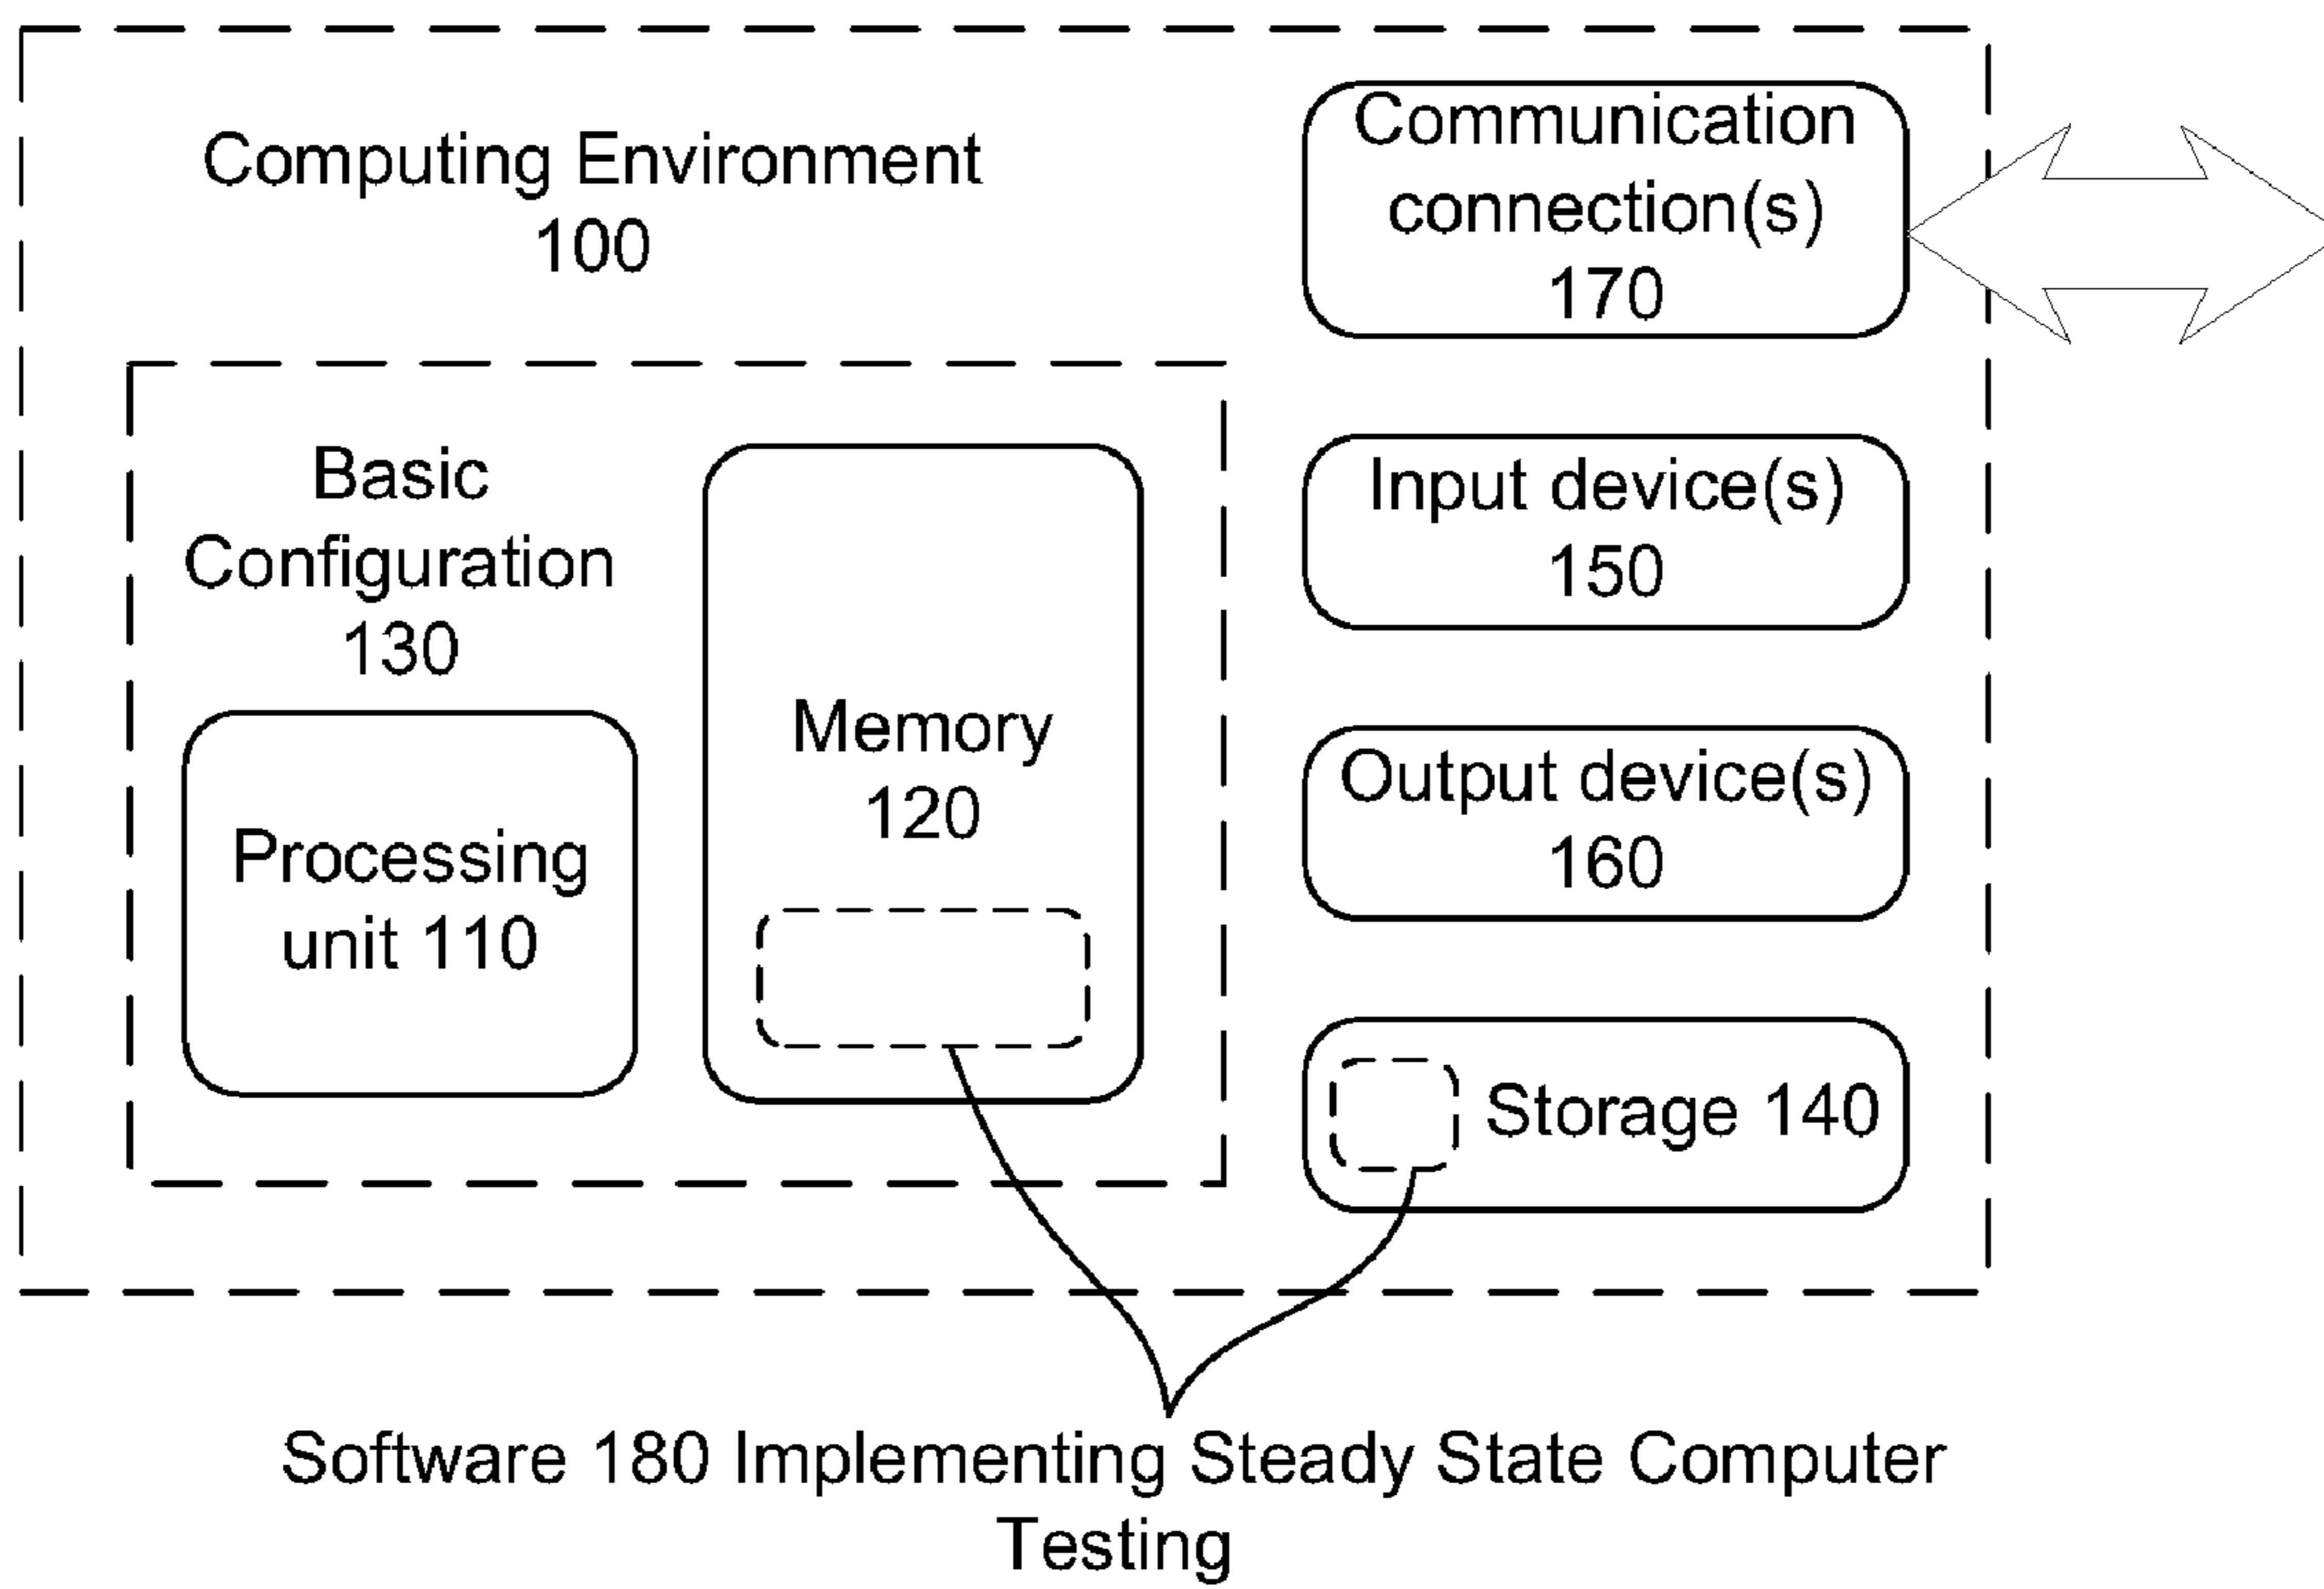 Computing Environment
100
Communication
connection(s)
170
Basic
Configuration
130
Processing
unit 110
Memory
120
Input device(s)
150
Output device(s)
160
Storage 140
Software 180 Implementing Steady State Computer
Testing